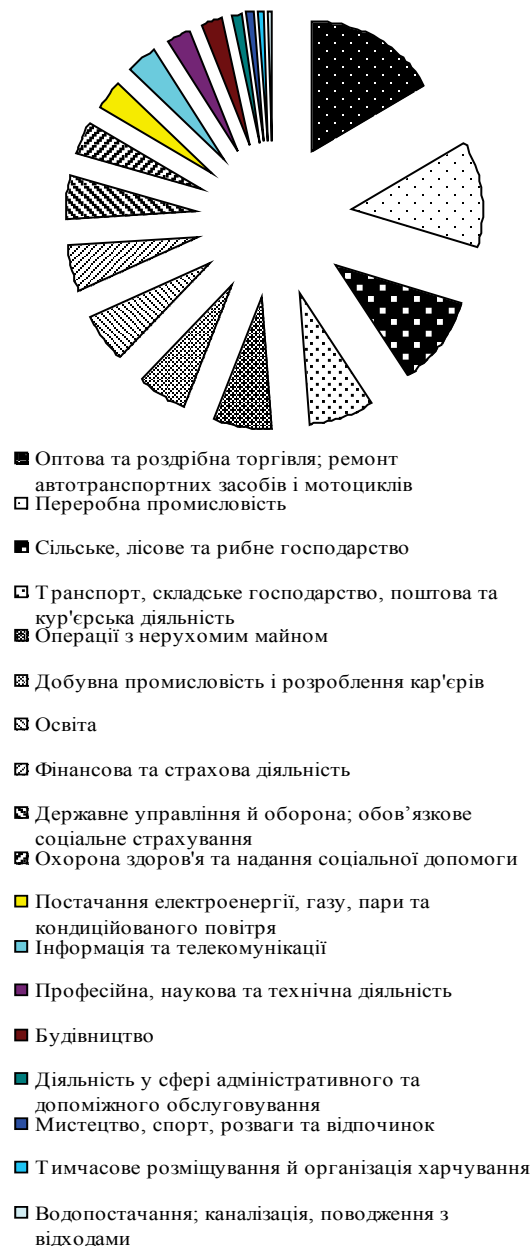 Оптова та роздрібна торгівля; ремонт
автотранспортних засобів і мотоциклів
Переробна промисловість
Сільське, лісове та рибне господарство
Транспорт, складське господарство, поштова та
кур'єрська діяльність
Операції з нерухомим майном
Добувна промисловість і розроблення кар'єрів
Освіта
Фінансова та страхова діяльність
Державне управління й оборона; обов’язкове
соціальне страхування
Охорона здоров'я та надання соціальної допомоги
Постачання електроенергії, газу, пари та
кондиційованого повітря
Інформація та телекомунікації
Професійна, наукова та технічна діяльність
Будівництво
Діяльність у сфері адміністративного та
допоміжного обслуговування
Мистецтво, спорт, розваги та відпочинок
Тимчасове розміщування й організація харчування
Водопостачання; каналізація, поводження з
відходами